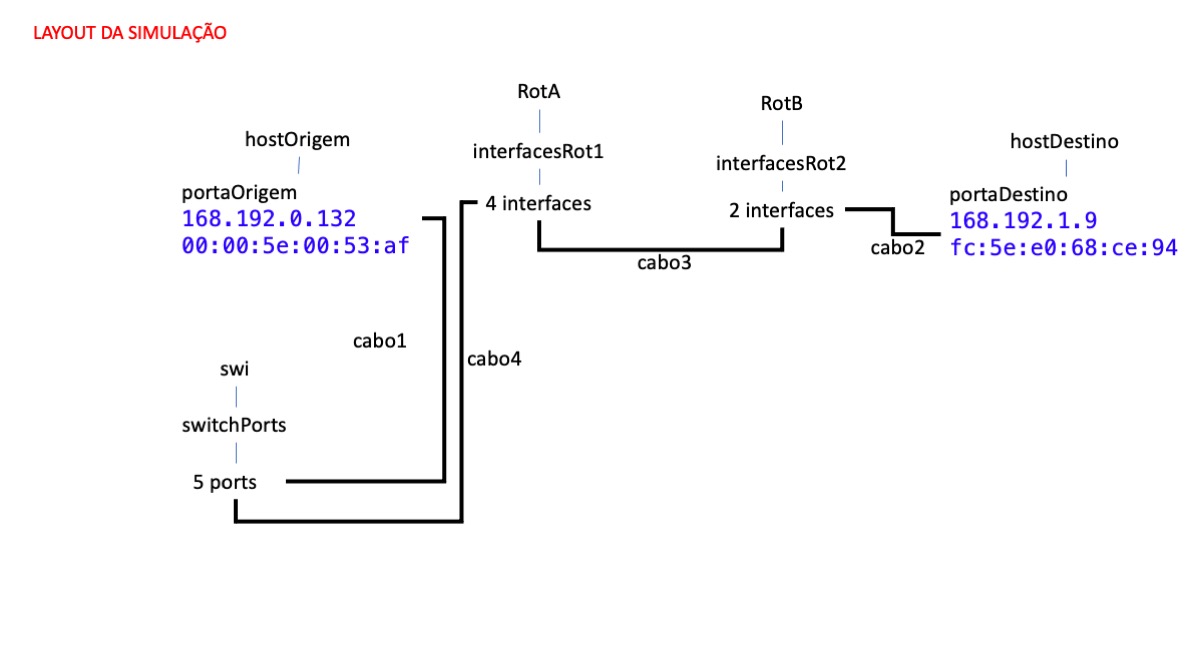 LAYOUT DA SIMULAÇÃO
RotA
interfacesRot1
4 interfaces
RotB
interfacesRot2
2 interfaces
hostOrigem
portaOrigem
168.192.0.132
00:00:5e:00:53:af
hostDestino
portaDestino
168.192.1.9
fc:5e:e0:68:ce:94
cabo2
cabo3
cabo1
cabo4
swi
switchPorts
5 ports